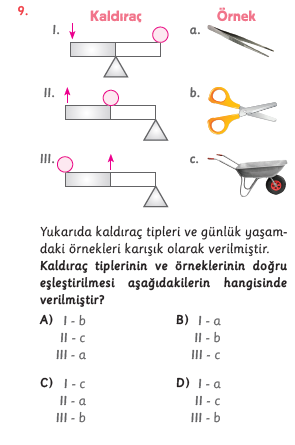 9.
Kaldıraç Örnek
I. a.
II. b.
III. c.
Yukarıda kaldıraç tipleri ve günlük yaşam-
daki örnekleri karışık olarak verilmiştir.
Kaldıraç tiplerinin ve örneklerinin doğru
eşleştirilmesi aşağıdakilerin hangisinde
verilmiştir?
A) I - b B) I - a
II - c II - b
III - a III - c
C) I - c D) I - a
II - a II - c
III - b III - b